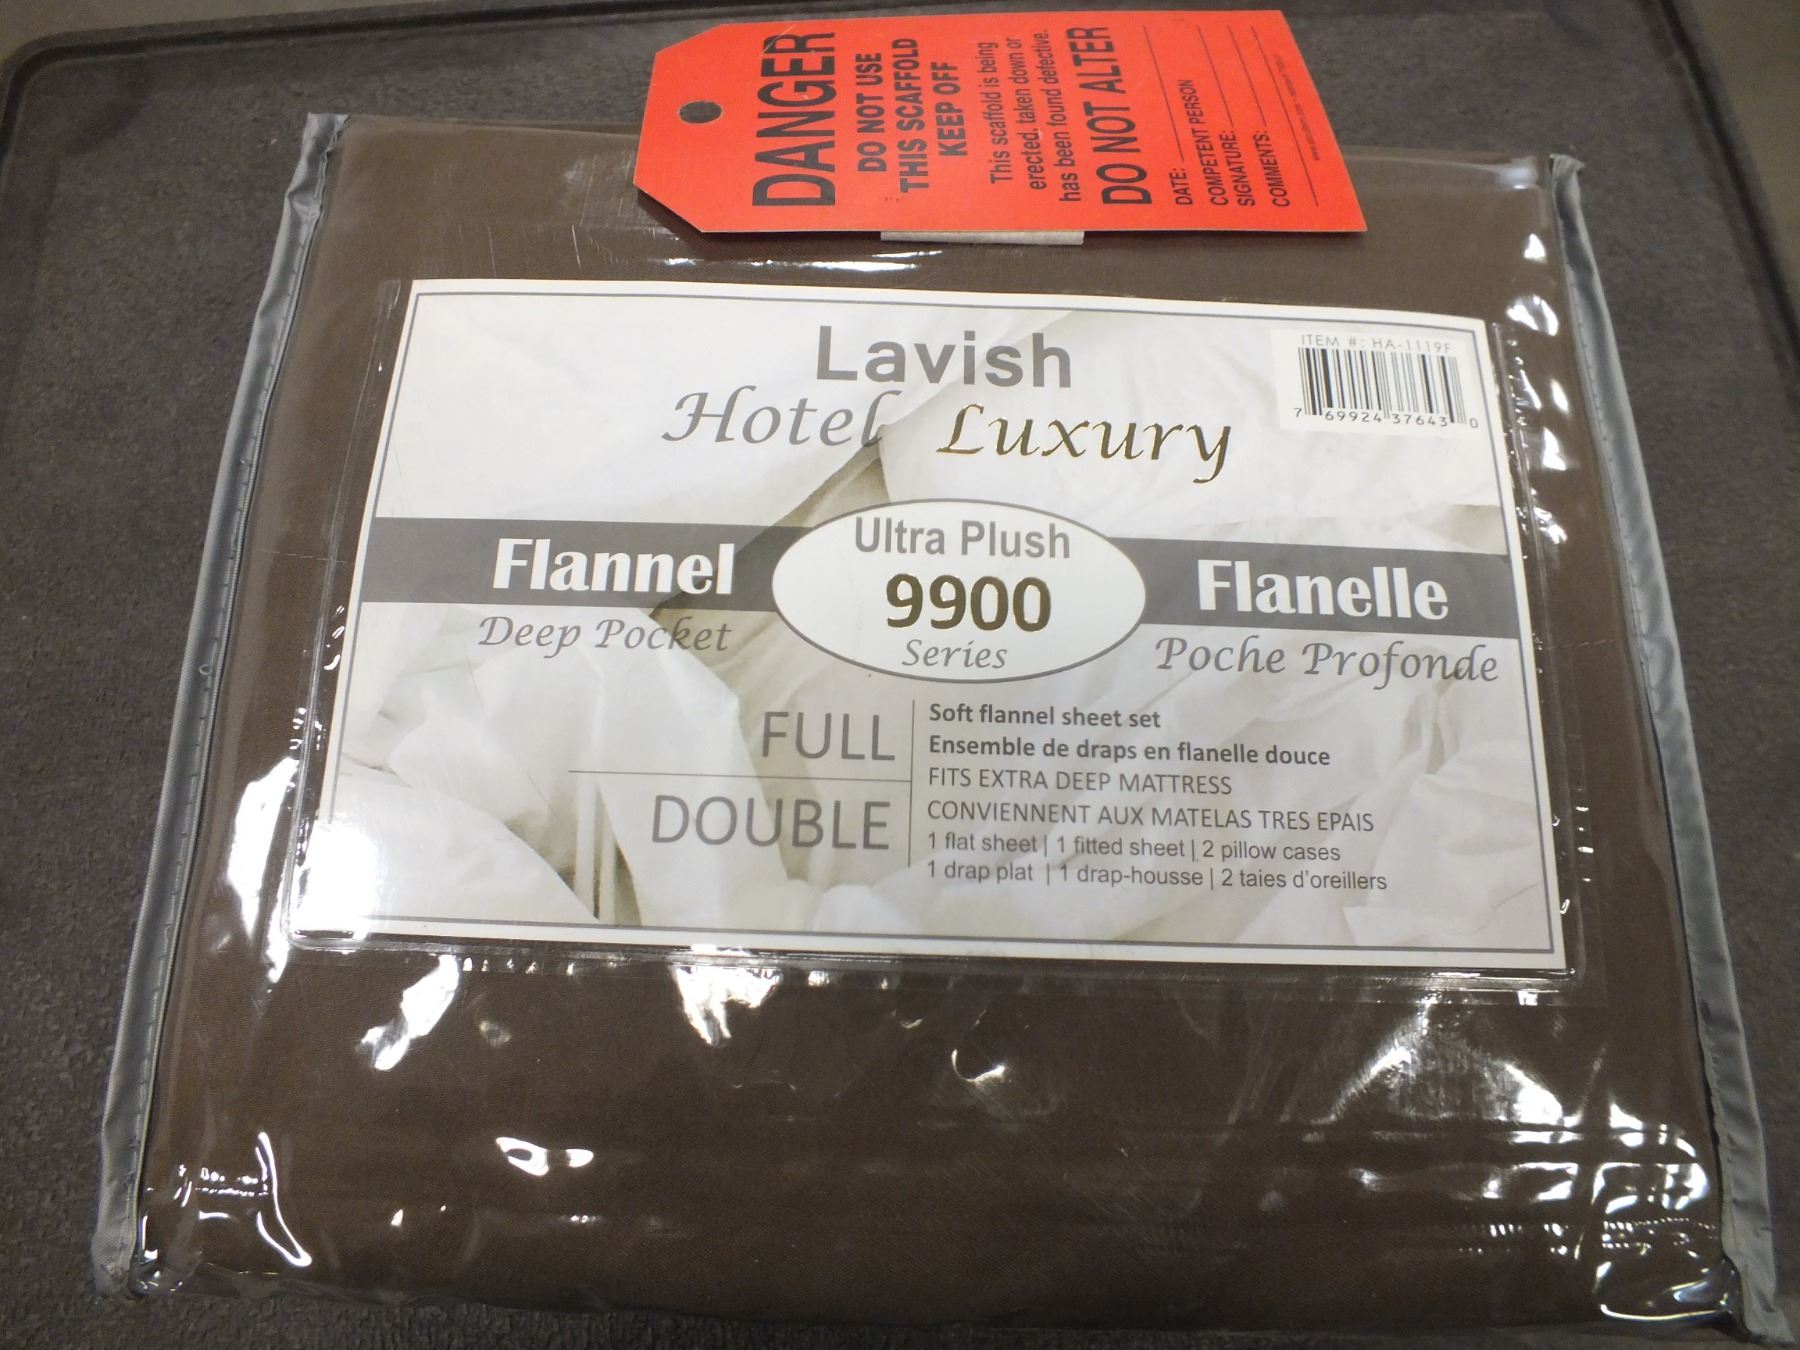 DANGER
DO NOT USE
THIS SCAFFOLD
KEEP OFF
This scaffold is being
erected, taken down or
has been found defective.
DO NOT ALTER
DATE:
COMPETENT PERSON
SIGNATURE:
COMMENTS:
Lavish
Hotel Luxury
ITEM #: HA-1119F
7 69924 37643 0
Flannel
Deep Pocket
Ultra Plush
9900
Series
Flanelle
Poche Profonde
FULL
DOUBLE
Soft flannel sheet set
Ensemble de draps en flanelle douce
FITS EXTRA DEEP MATTRESS
CONVIENNENT AUX MATELAS TRES EPAIS
1 flat sheet | 1 fitted sheet | 2 pillow cases
1 drap plat | 1 drap-housse | 2 taies d'oreillers